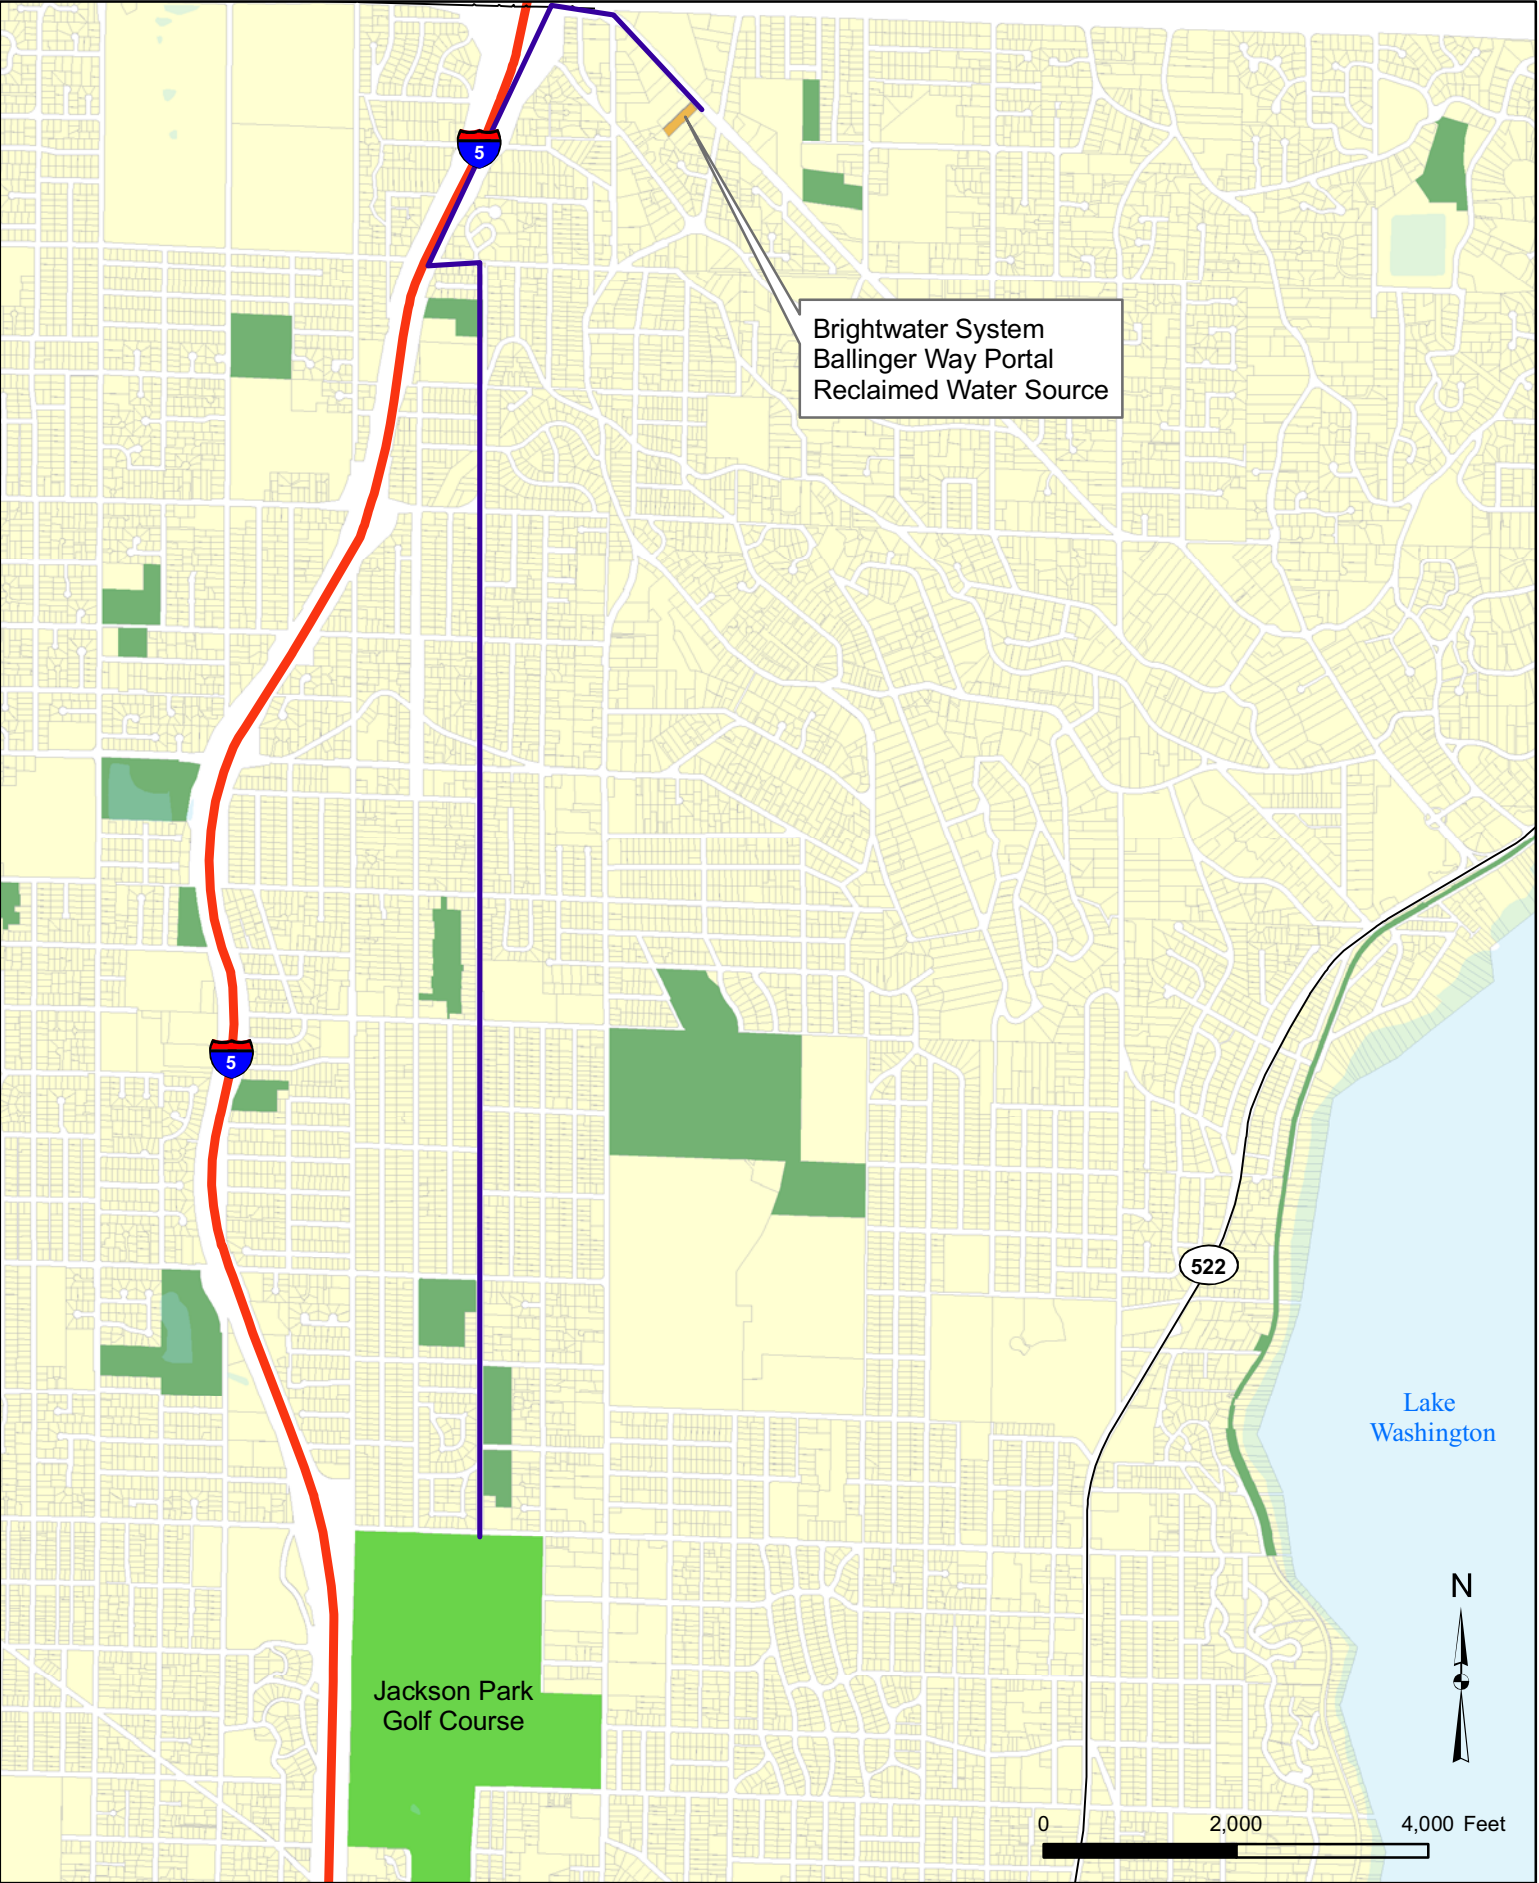 5
Brightwater System
Ballinger Way Portal
Reclaimed Water Source
5
522
Lake
Washington
N
Jackson Park
Golf Course
0 2,000 4,000 Feet